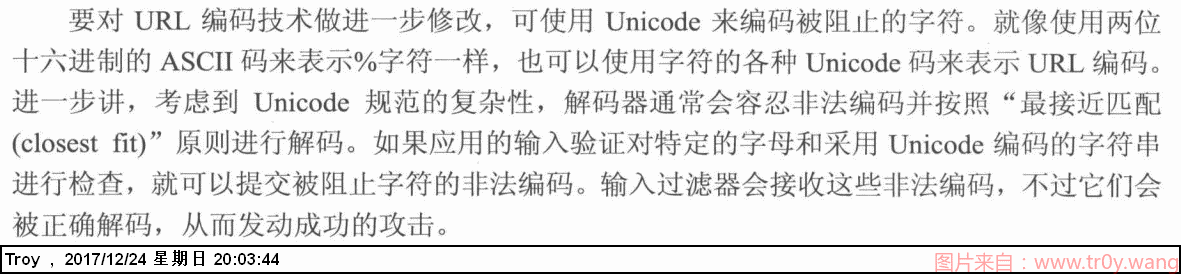 要对 URL 编码技术做进一步修改，可使用 Unicode 来编码被阻止的字符。就像使用两位
十六进制的 ASCII 码来表示%字符一样，也可以使用字符的各种 Unicode 码来表示 URL 编码。
进一步讲，考虑到 Unicode 规范的复杂性，解码器通常会容忍非法编码并按照“最接近匹配
(closest fit)”原则进行解码。如果应用的输入验证对特定的字母和采用 Unicode 编码的字符串
进行检查，就可以提交被阻止字符的非法编码。输入过滤器会接收这些非法编码，不过它们会
被正确解码，从而发动成功的攻击。
Troy , 2017/12/24 星期日 20:03:44
图片来自：www.tr0y.wang